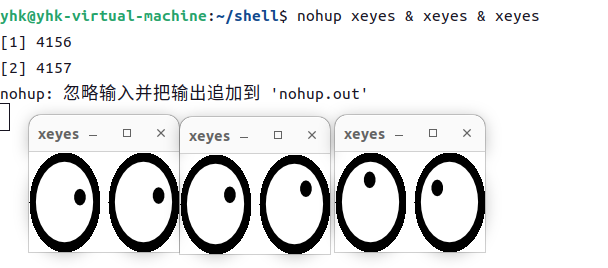 yhk@yhk-virtual-machine:~/shell$ nohup xeyes & xeyes & xeyes
[1] 4156
[2] 4157
nohup: 忽略输入并把输出追加到 'nohup.out'
xeyes xeyes xeyes